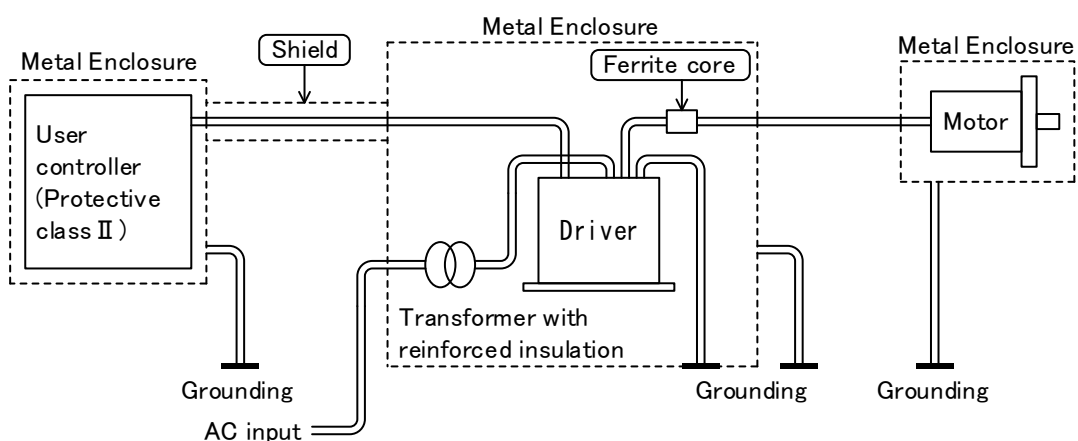 Metal Enclosure
Shield
Metal Enclosure
Ferrite core
Metal Enclosure
User
controller
(Protective
class Ⅱ)
Motor
Driver
Transformer with
reinforced insulation
Grounding
Grounding
Grounding
AC input